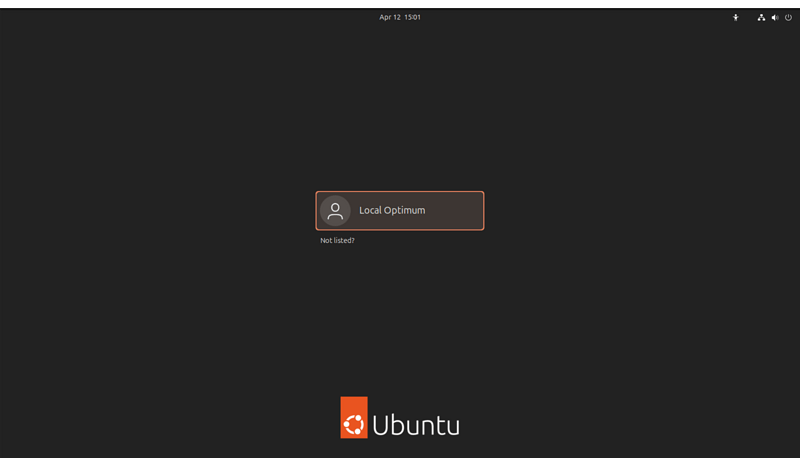 Apr 12 15:01
Local Optimum
Not listed?
Ubuntu